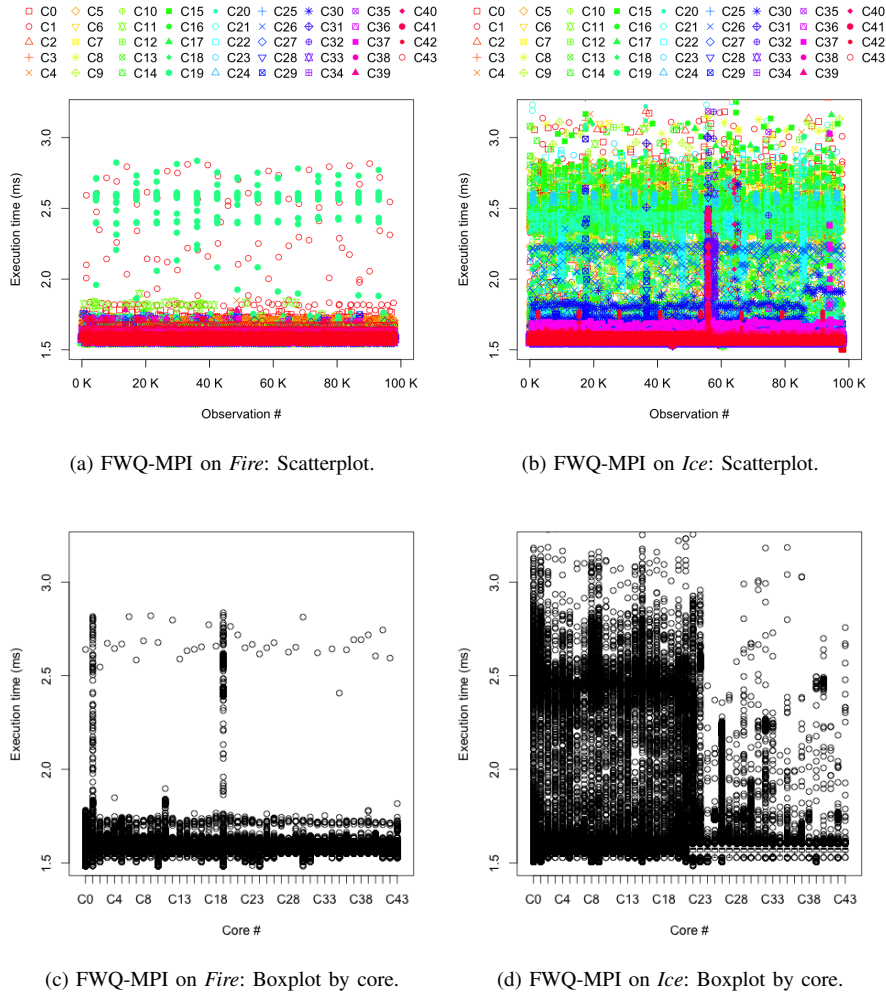 C0 C5 C10 C15 C20 C25 C30 C35 C40
C1 C6 C11 C16 C21 C26 C31 C36 C41
C2 C7 C12 C17 C22 C27 C32 C37 C42
C3 C8 C13 C18 C23 C28 C33 C38 C43
C4 C9 C14 C19 C24 C29 C34 C39
Execution time (ms)
3.0
2.5
2.0
1.5
0 K 20 K 40 K 60 K 80 K 100 K
Observation #
(a) FWQ-MPI on Fire: Scatterplot.
C0 C5 C10 C15 C20 C25 C30 C35 C40
C1 C6 C11 C16 C21 C26 C31 C36 C41
C2 C7 C12 C17 C22 C27 C32 C37 C42
C3 C8 C13 C18 C23 C28 C33 C38 C43
C4 C9 C14 C19 C24 C29 C34 C39
Execution time (ms)
3.0
2.5
2.0
1.5
0 K 20 K 40 K 60 K 80 K 100 K
Observation #
(b) FWQ-MPI on Ice: Scatterplot.
Execution time (ms)
3.0
2.5
2.0
1.5
C0 C4 C8 C13 C18 C23 C28 C33 C38 C43
Core #
(c) FWQ-MPI on Fire: Boxplot by core.
Execution time (ms)
3.0
2.5
2.0
1.5
C0 C4 C8 C13 C18 C23 C28 C33 C38 C43
Core #
(d) FWQ-MPI on Ice: Boxplot by core.